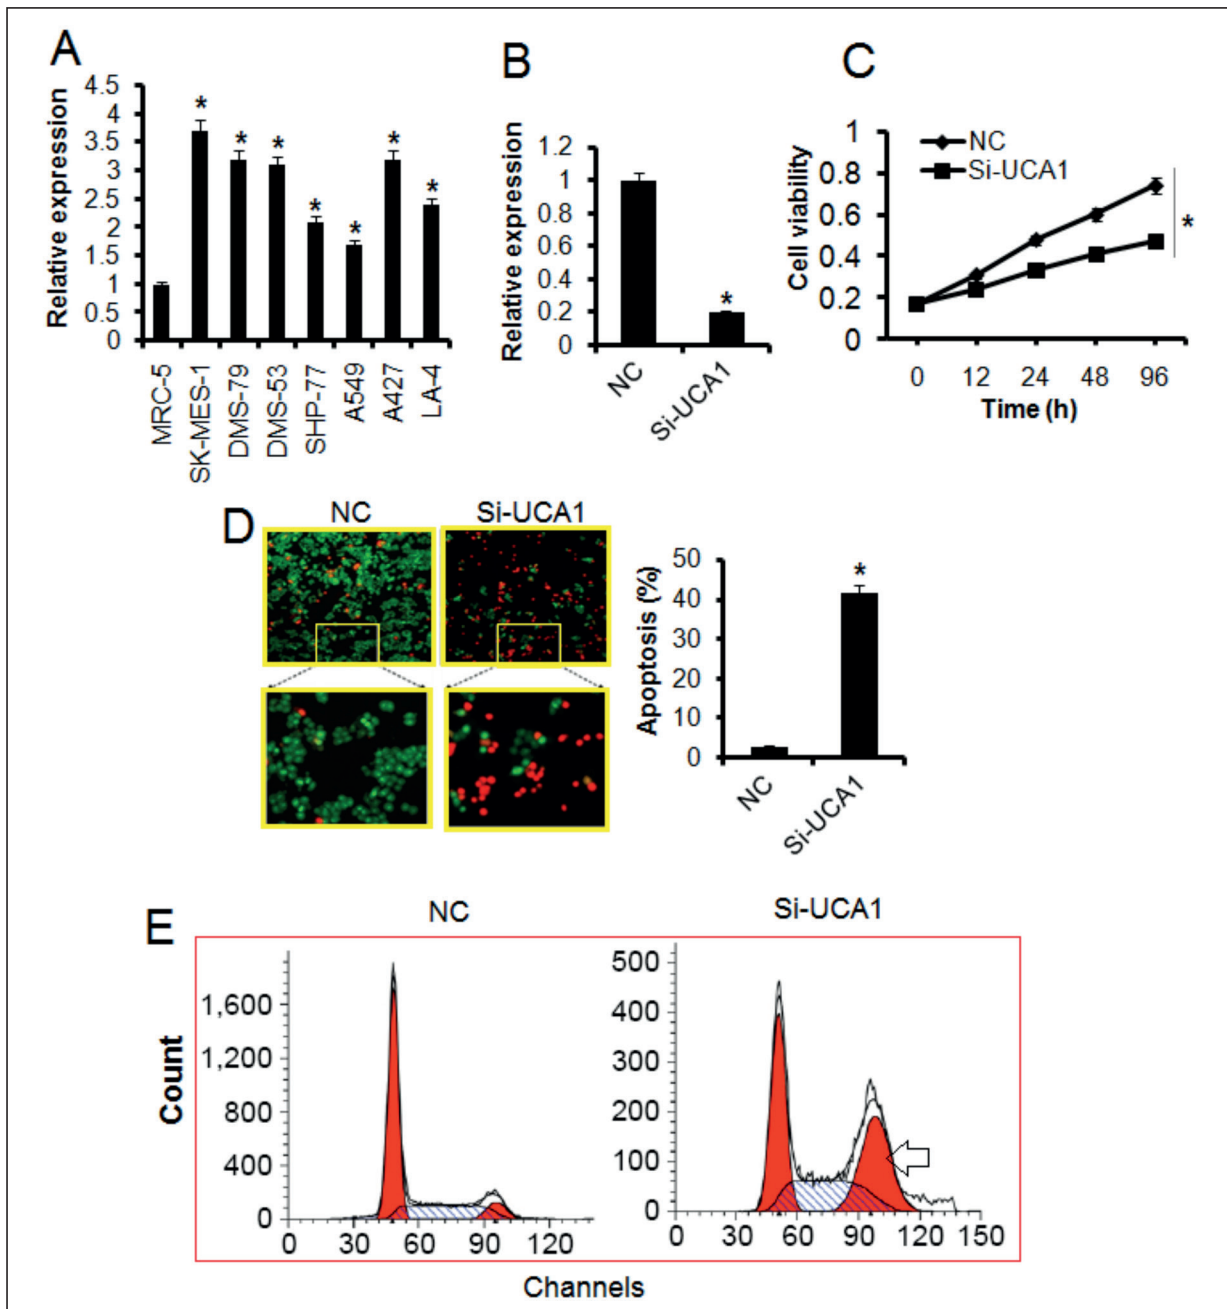 A
Relative expression
4.5
4
3.5
3
2.5
2
1.5
1
0.5
0
* * * * * * *
MRC-5
SK-MES-1
DMS-79
DMS-53
SHP-77
A549
A427
LA-4
B
Relative expression
1.2
1
0.8
0.6
0.4
0.2
0
*
NC
Si-UCA1
C
Cell viability
1
0.8
0.6
0.4
0.2
0
NC
Si-UCA1
*
0 12 24 48 96
Time (h)
D
NC Si-UCA1
Apoptosis (%)
50
40
30
20
10
0
*
NC
Si-UCA1
E
NC Si-UCA1
Count
1,600
1,200
800
400
0
0 30 60 90 120
500
400
300
200
100
0
0 30 60 90 120 150
Channels